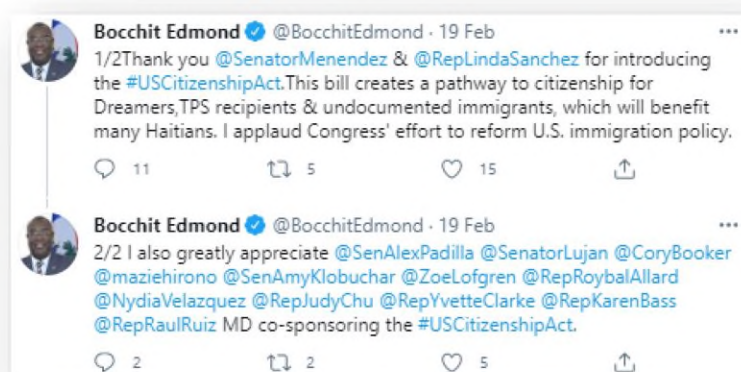 Bocchit Edmond @BocchitEdmond · 19 Feb
1/2Thank you @SenatorMenendez & @RepLindaSanchez for introducing
the #USCitizenshipAct.This bill creates a pathway to citizenship for
Dreamers,TPS recipients & undocumented immigrants, which will benefit
many Haitians. I applaud Congress' effort to reform U.S. immigration policy.
11 5 15
Bocchit Edmond @BocchitEdmond · 19 Feb
2/2 I also greatly appreciate @SenAlexPadilla @SenatorLujan @CoryBooker
@maziehirono @SenAmyKlobuchar @ZoeLofgren @RepRoybalAllard
@NydiaVelazquez @RepJudyChu @RepYvetteClarke @RepKarenBass
@RepRaulRuiz MD co-sponsoring the #USCitizenshipAct.
2 2 5